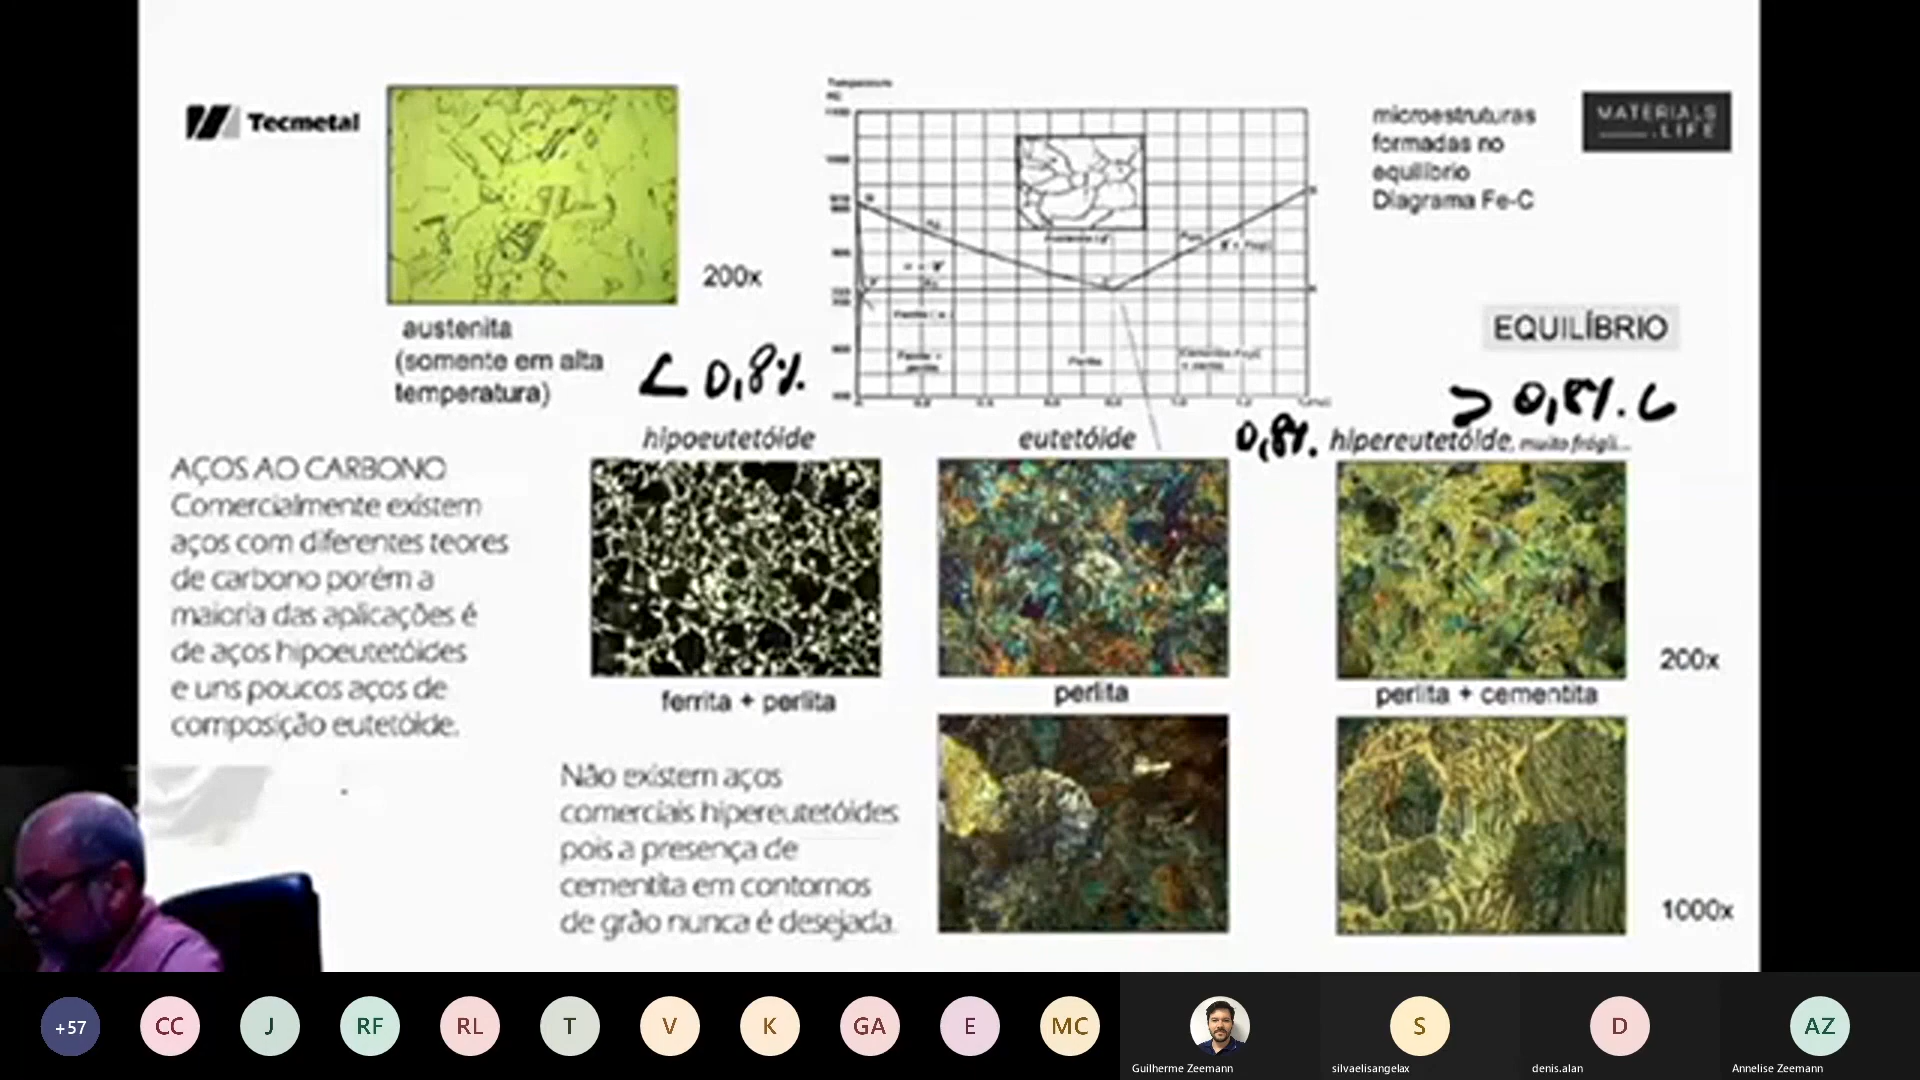 Tecmetal
200x
austenita
(somente em alta
temperatura)
< 0,8%
microestruturas
formadas no
equilíbrio
Diagrama Fe-C
MATERIALS
.LIFE
EQUILÍBRIO
> 0,8%. C
hipoeutetóide
eutetóide
0,8%.
hipereutetóide, muito frágil...
AÇOS AO CARBONO
Comercialmente existem
aços com diferentes teores
de carbono porém a
maioria das aplicações é
de aços hipoeutetóides
e uns poucos aços de
composição eutetóide.
ferrita + perlita
perlita
perlita + cementita
200x
Não existem aços
comerciais hipereutetóides
pois a presença de
cementita em contornos
de grão nunca é desejada.
1000x
+57
CC
J
RF
RL
T
V
K
GA
E
MC
S
D
AZ
Guilherme Zeemann
silvaelisangelax
denis.alan
Annelise Zeemann